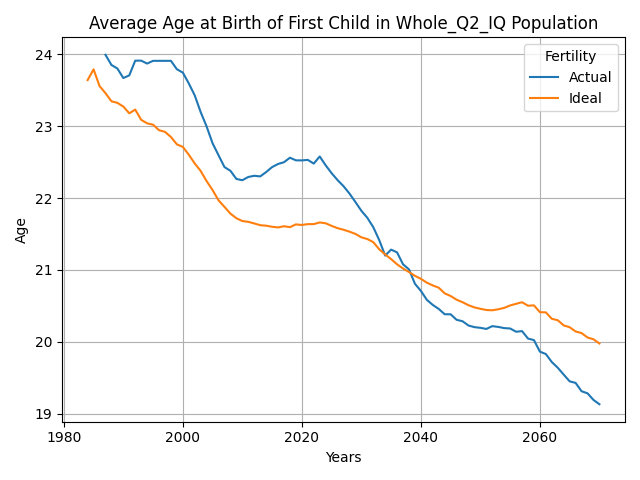 Average Age at Birth of First Child in Whole_Q2_IQ Population
Fertility
Actual
Ideal
Age
24
23
22
21
20
19
1980
2000
2020
2040
2060
Years